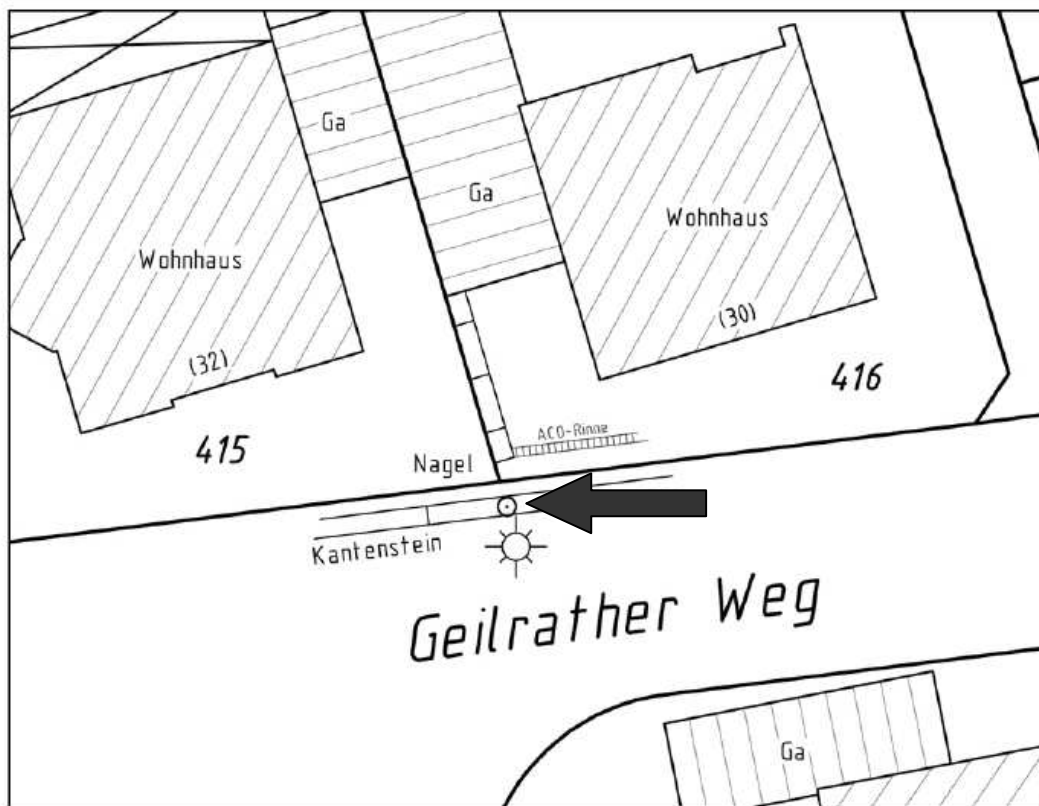 Ga
Ga
Wohnhaus
Wohnhaus
(30)
(32)
416
ACO-Rinne
415
Nagel
Kantenstein
Geilrather Weg
Ga